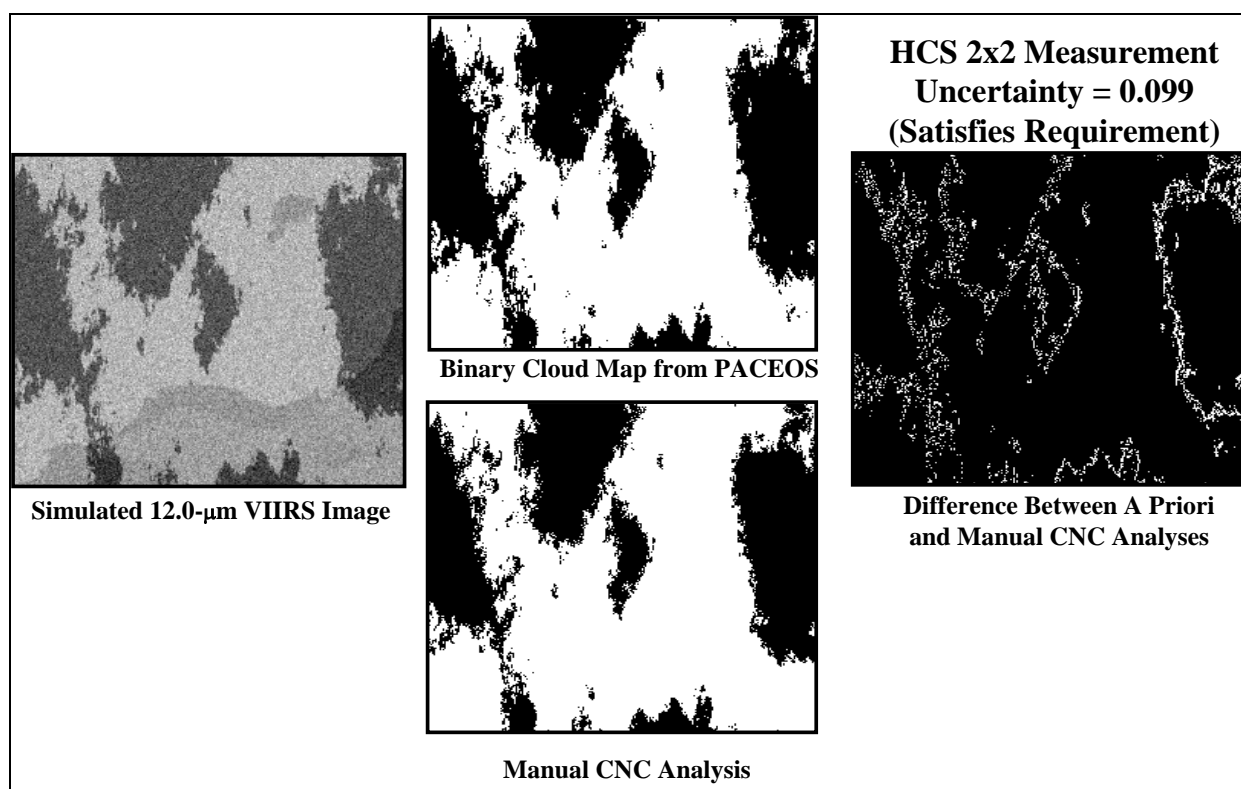 HCS 2x2 Measurement
Uncertainty = 0.099
(Satisfies Requirement)
Binary Cloud Map from PACEOS
Simulated 12.0-μm VIIRS Image
Difference Between A Priori
and Manual CNC Analyses
Manual CNC Analysis